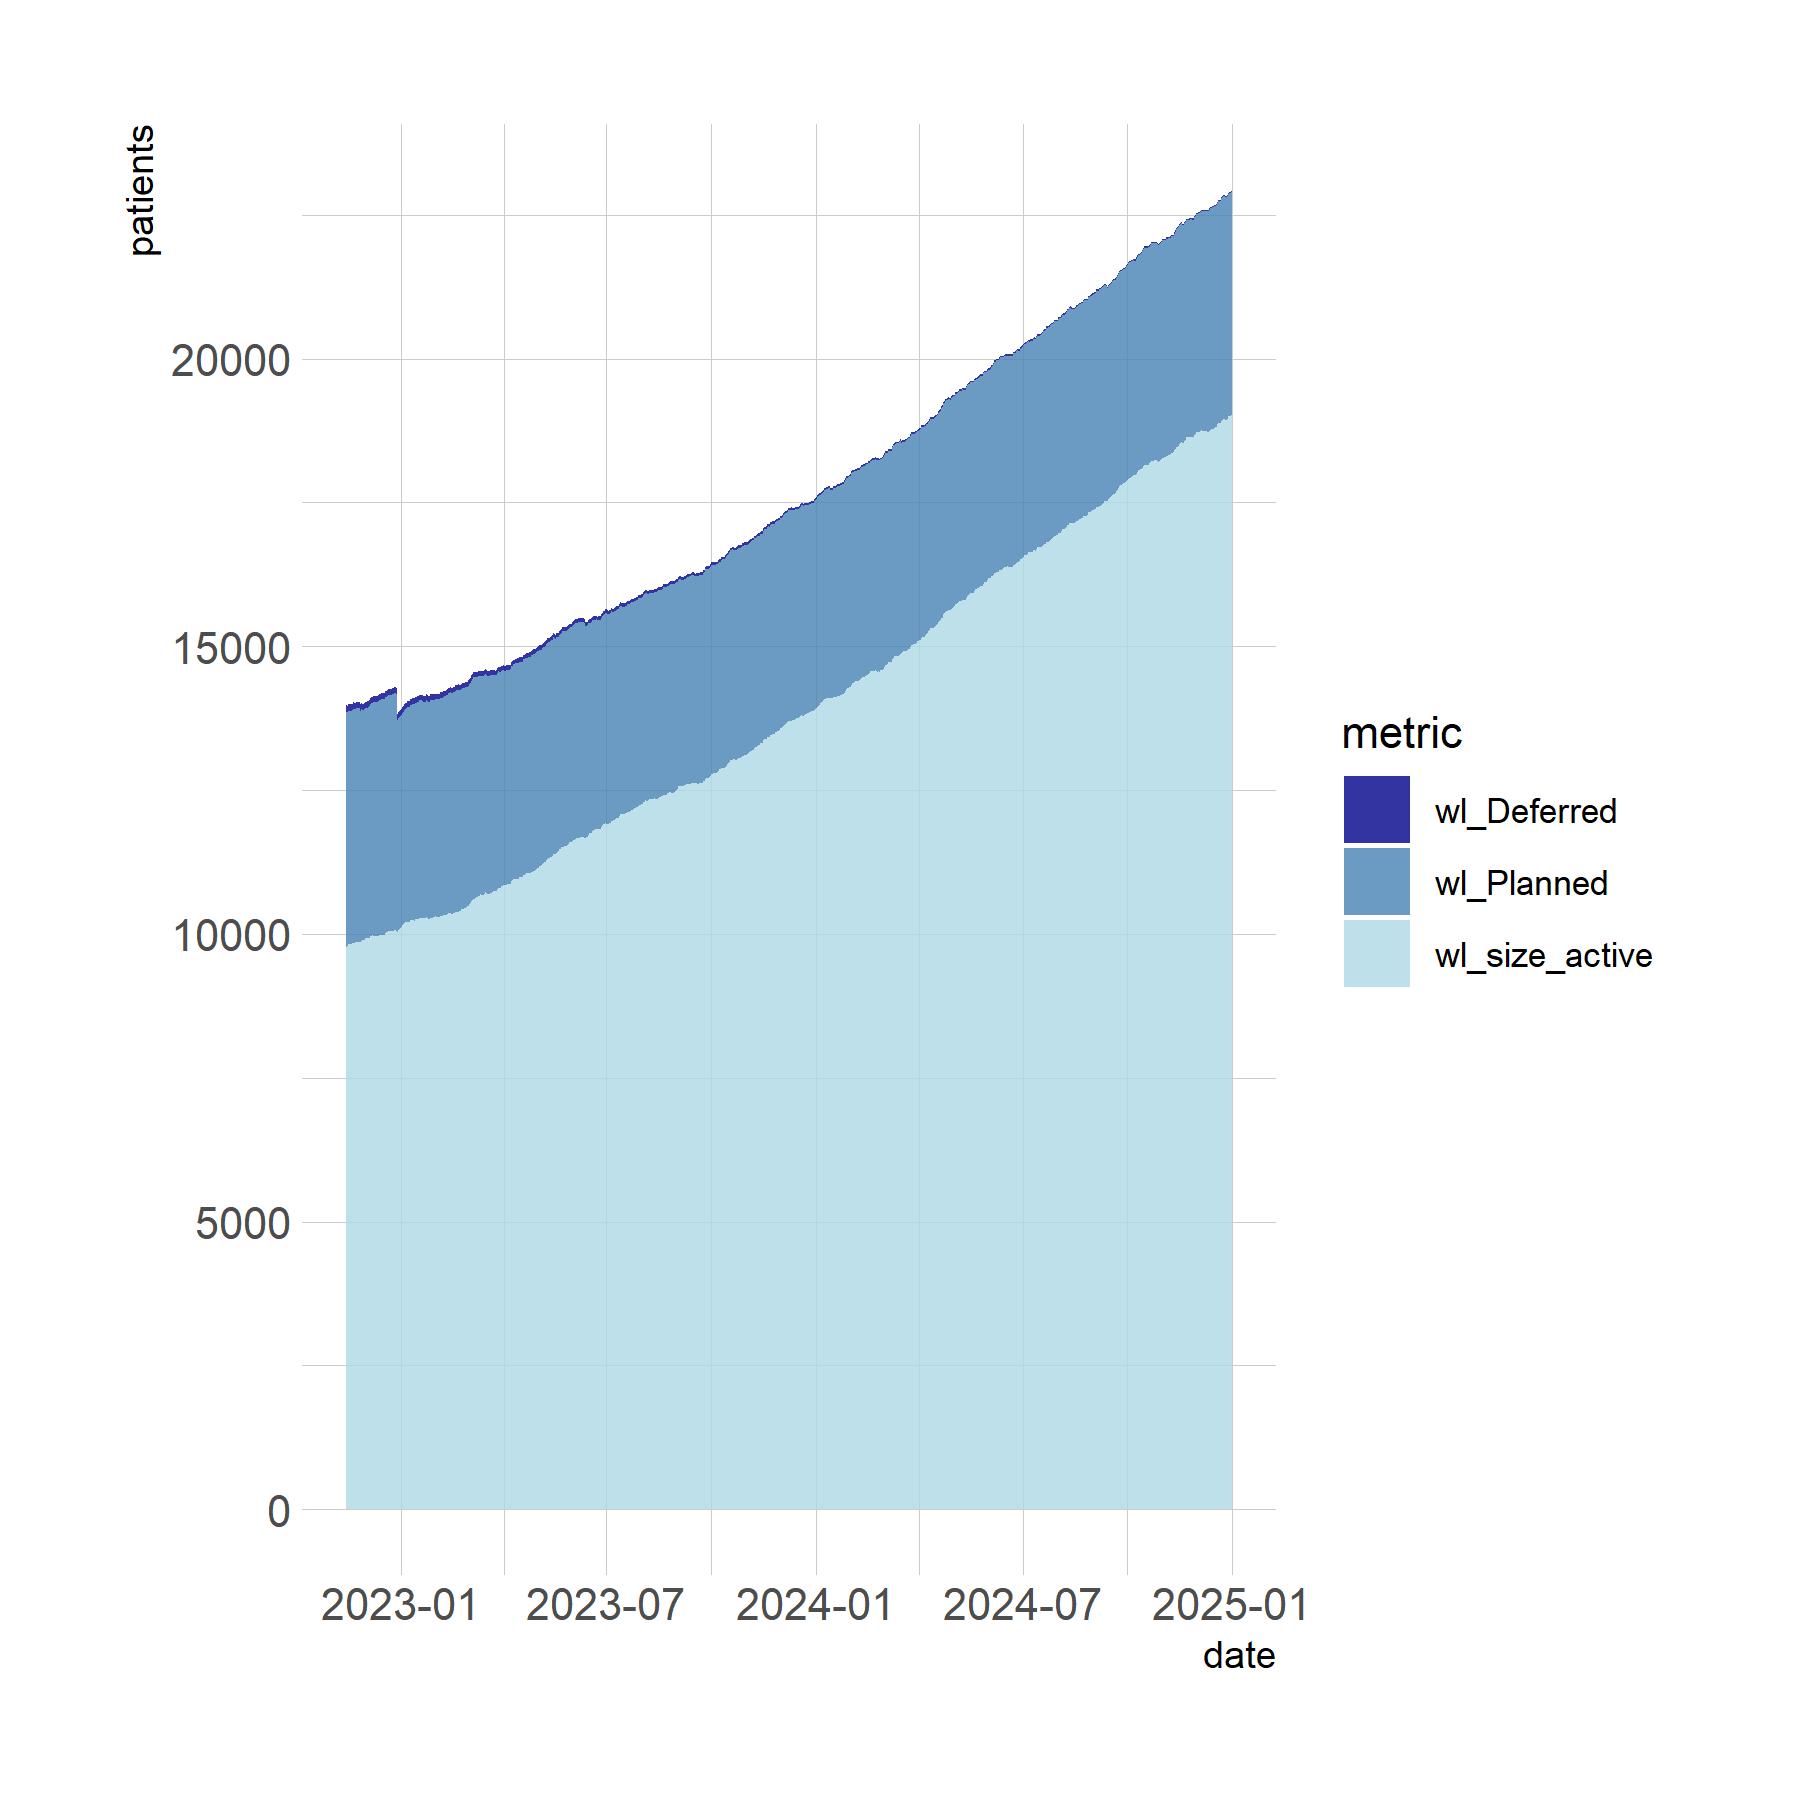 patients
20000
15000
10000
5000
0
2023-01 2023-07 2024-01 2024-07 2025-01
date
metric
wl_Deferred
wl_Planned
wl_size_active